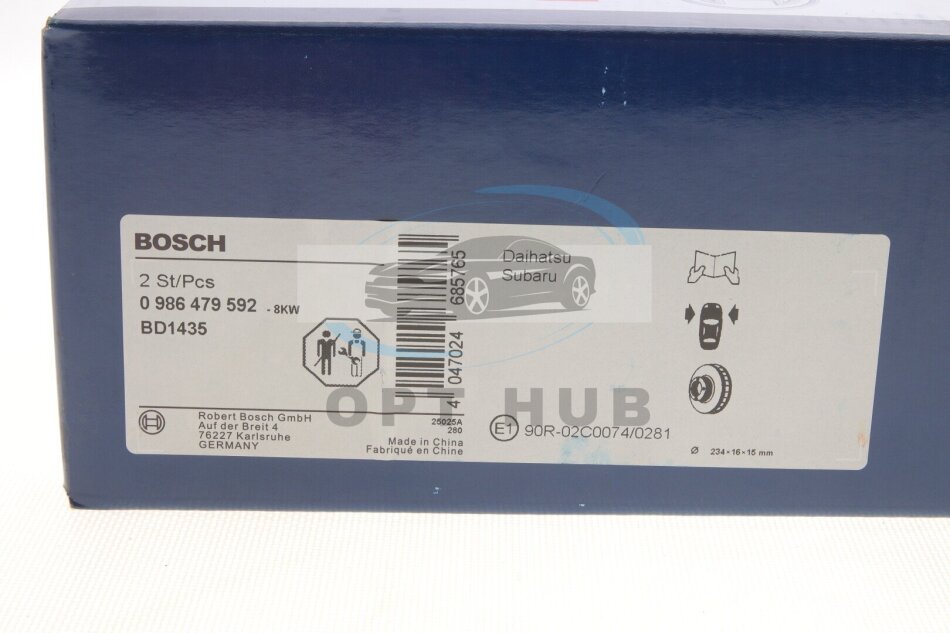 BOSCH
2 St/Pcs
0 986 479 592 - 8KW
BD1435
4 047024 685765
Daihatsu
Subaru
OPT HUB
Robert Bosch GmbH
Auf der Breit 4
76227 Karlsruhe
GERMANY
25025A
280
Made in China
Fabriqué en Chine
E1 90R-02C0074/0281
Ø 234×16×15 mm